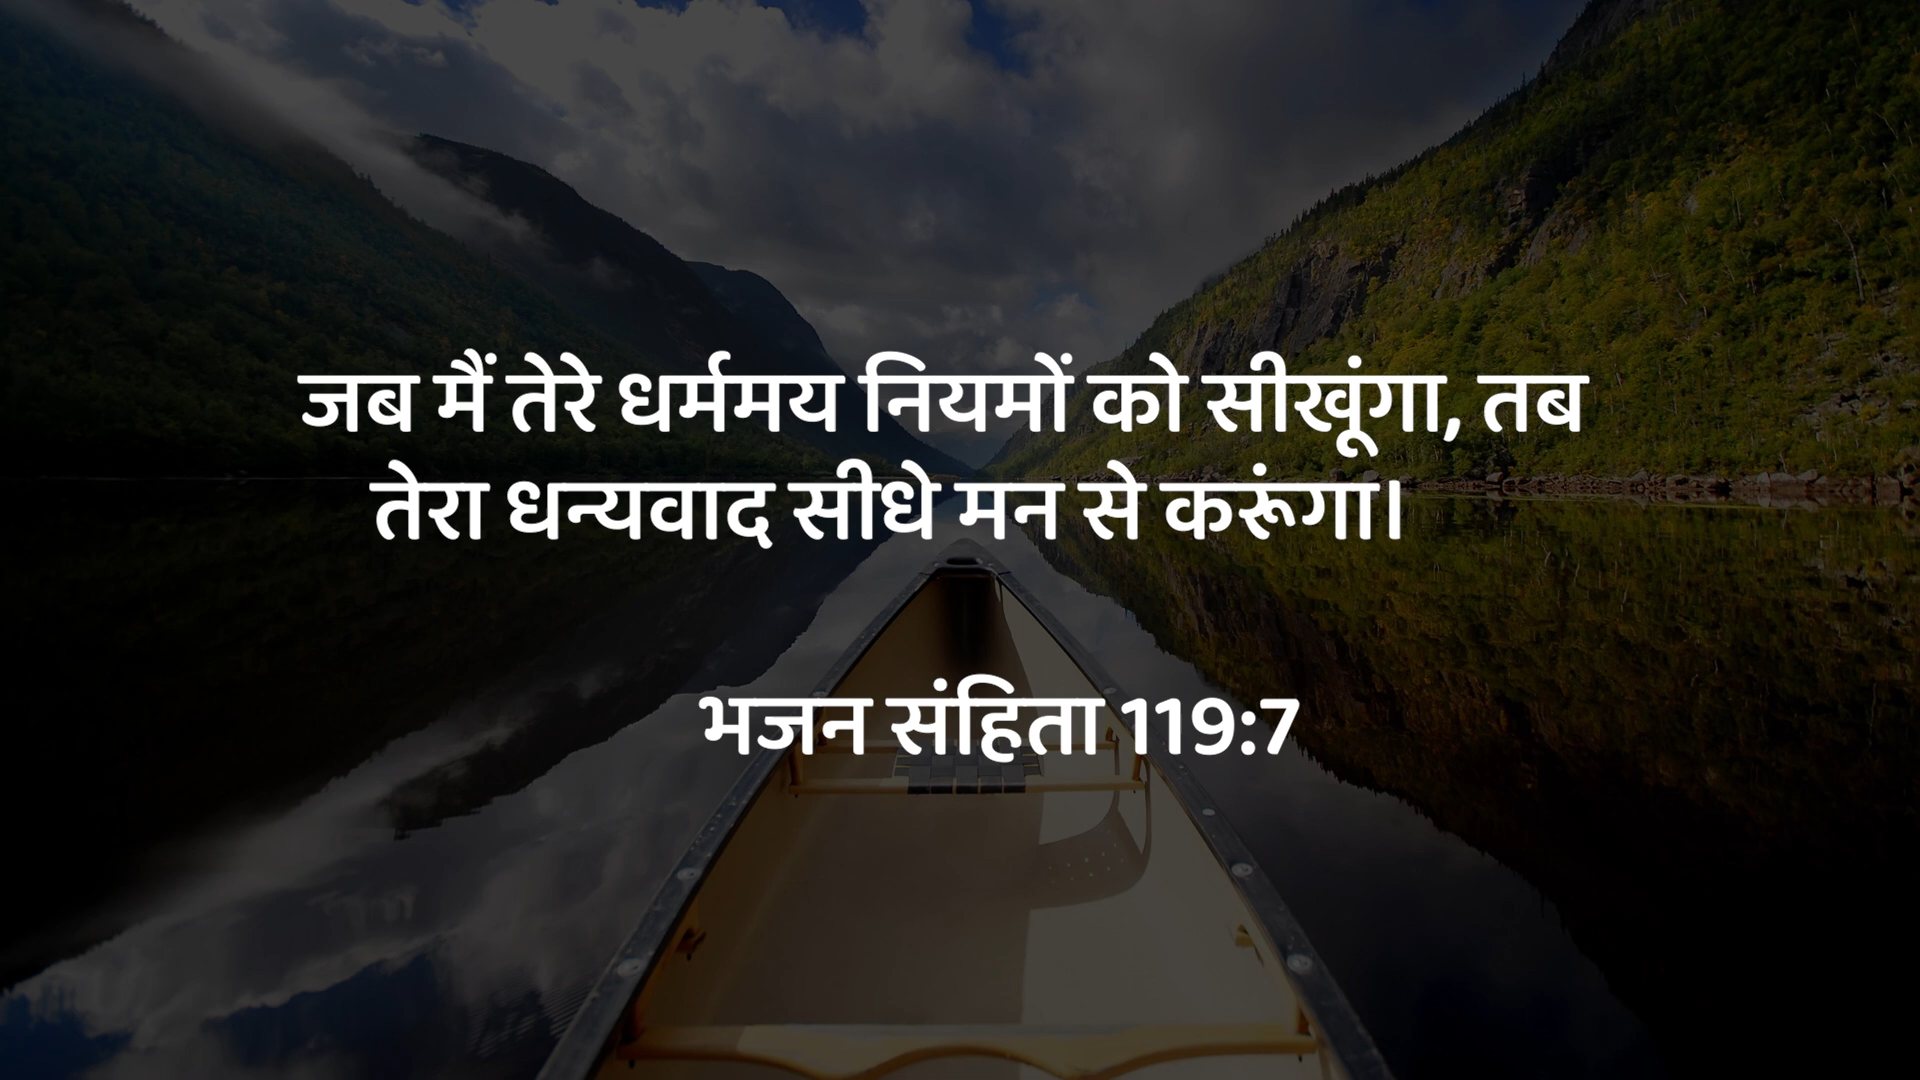 जब मैं तेरे धर्ममय नियमों को सीखूंगा, तब
तेरा धन्यवाद सीधे मन से करूंगा।
भजन संहिता 119:7